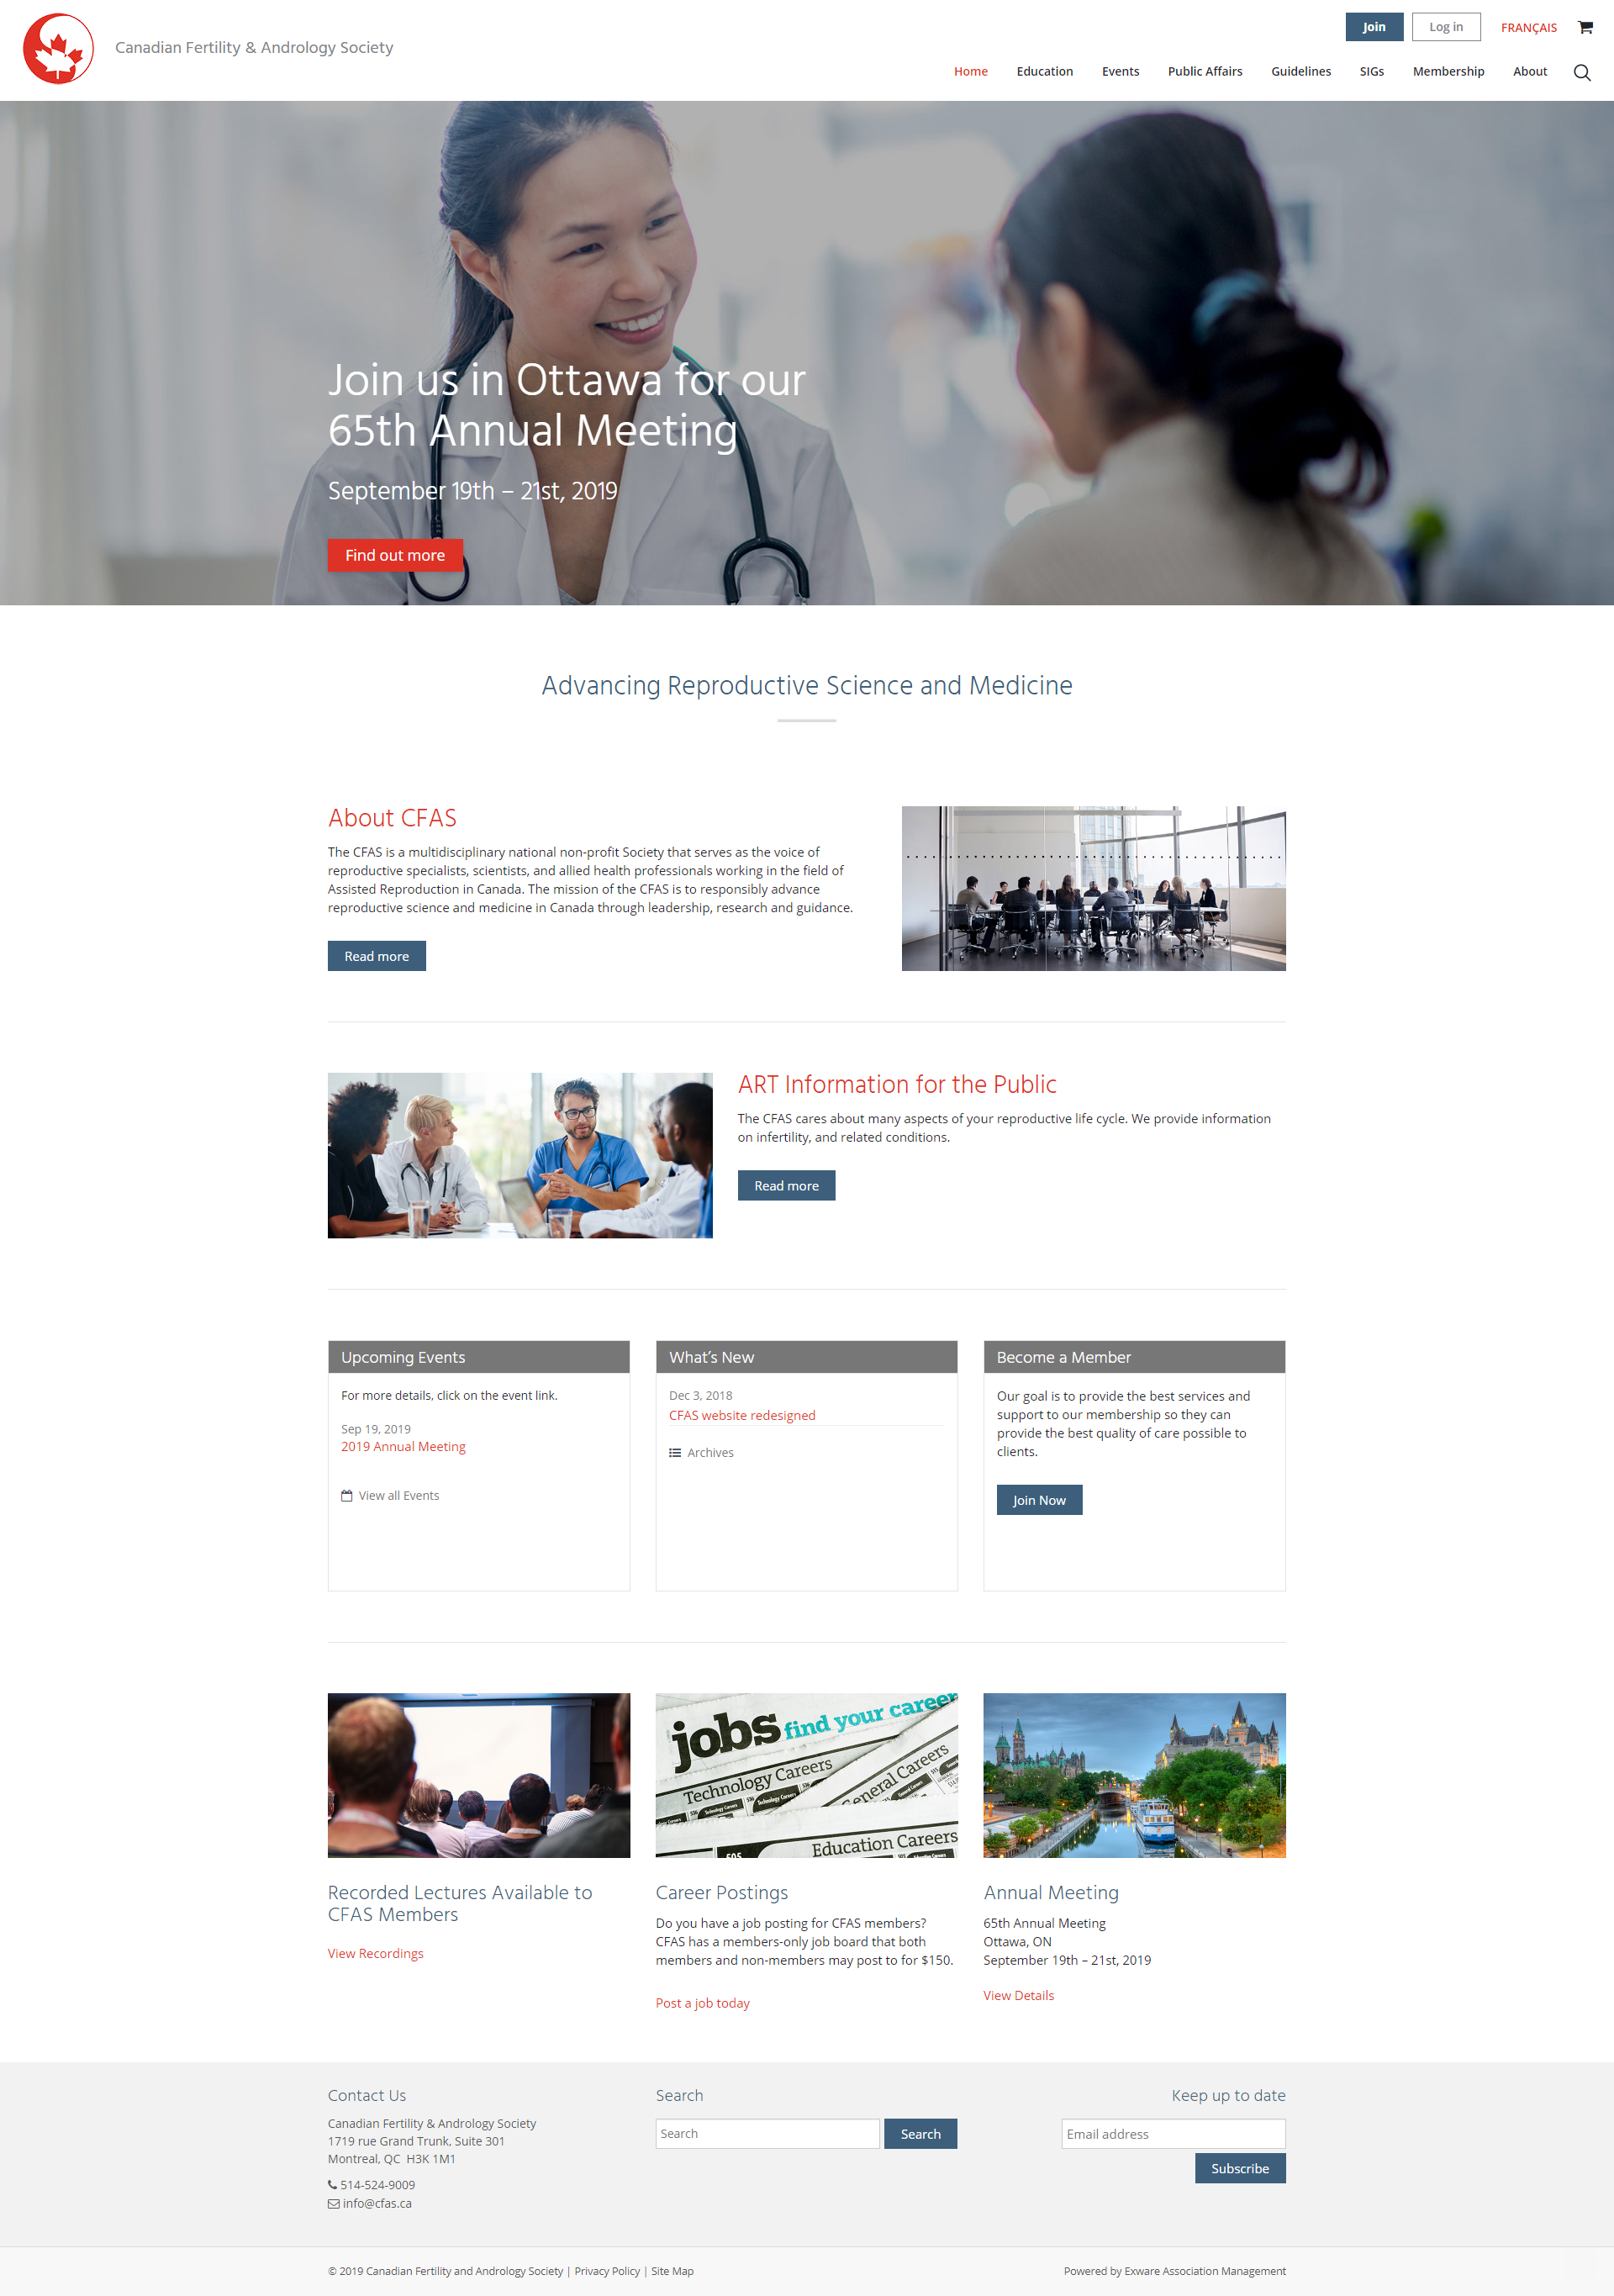 Canadian Fertility & Andrology Society
Join
Log in
FRANÇAIS
Home
Education
Events
Public Affairs
Guidelines
SIGs
Membership
About
Join us in Ottawa for our
65th Annual Meeting
September 19th – 21st, 2019
Find out more
Advancing Reproductive Science and Medicine
About CFAS
The CFAS is a multidisciplinary national non-profit Society that serves as the voice of
reproductive specialists, scientists, and allied health professionals working in the field of
Assisted Reproduction in Canada. The mission of the CFAS is to responsibly advance
reproductive science and medicine in Canada through leadership, research and guidance.
Read more
ART Information for the Public
The CFAS cares about many aspects of your reproductive life cycle. We provide information
on infertility, and related conditions.
Read more
Upcoming Events
For more details, click on the event link.
Sep 19, 2019
2019 Annual Meeting
View all Events
What's New
Dec 3, 2018
CFAS website redesigned
Archives
Become a Member
Our goal is to provide the best services and
support to our membership so they can
provide the best quality of care possible to
clients.
Join Now
jobs find your career
Technology Careers
General Careers
Education Careers
Recorded Lectures Available to
CFAS Members
View Recordings
Career Postings
Do you have a job posting for CFAS members?
CFAS has a members-only job board that both
members and non-members may post to for $150.
Post a job today
Annual Meeting
65th Annual Meeting
Ottawa, ON
September 19th – 21st, 2019
View Details
Contact Us
Canadian Fertility & Andrology Society
1719 rue Grand Trunk, Suite 301
Montreal, QC H3K 1M1
514-524-9009
info@cfas.ca
Search
Search
Search
Keep up to date
Email address
Subscribe
© 2019 Canadian Fertility and Andrology Society | Privacy Policy | Site Map
Powered by Exware Association Management